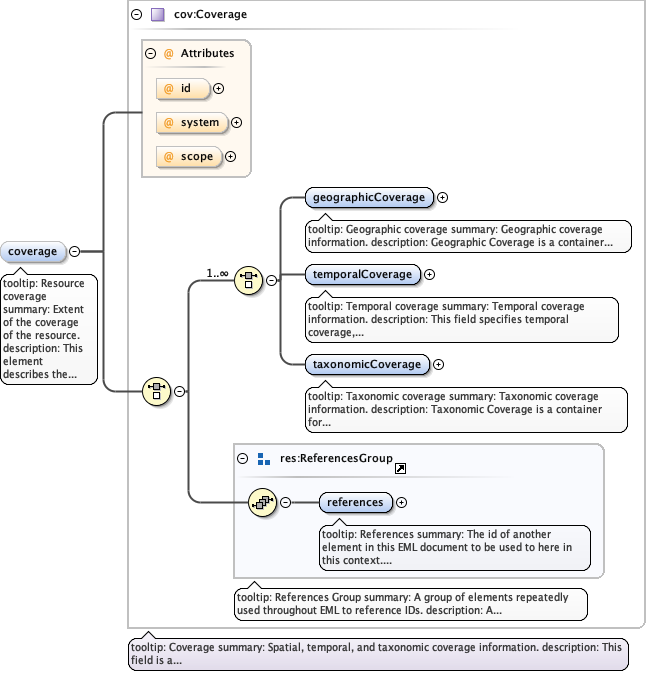 cov:Coverage
@ Attributes
@ id
@ system
@ scope
coverage
tooltip: Resource
coverage
summary: Extent
of the coverage
of the resource.
description: This
element
describes the...
1..∞
geographicCoverage
tooltip: Geographic coverage summary: Geographic coverage
information. description: Geographic Coverage is a container...
temporalCoverage
tooltip: Temporal coverage summary: Temporal coverage
information. description: This field specifies temporal
coverage,...
taxonomicCoverage
tooltip: Taxonomic coverage summary: Taxonomic coverage
information. description: Taxonomic Coverage is a container
for...
res:ReferencesGroup
references
tooltip: References summary: The id of another
element in this EML document to be used to here in
this context....
tooltip: References Group summary: A group of elements repeatedly
used throughout EML to reference IDs. description: A...
tooltip: Coverage summary: Spatial, temporal, and taxonomic coverage information. description: This
field is a...